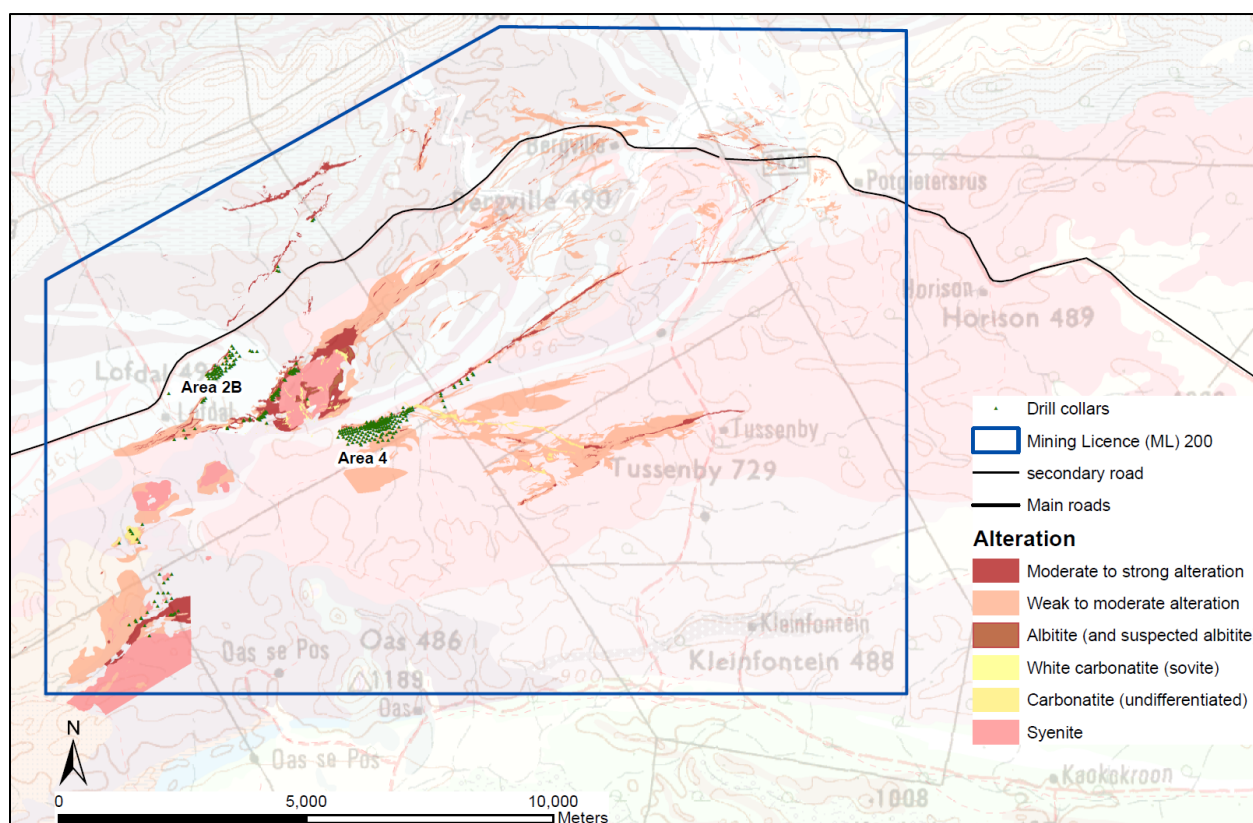 Bergville
Potgietersrus
Bergville 490
Horison
Horison 489
Lofdal 49
Area 2B
Lofdal
Area 4
Tussenby
Tussenby 729
Drill collars
Mining Licence (ML) 200
secondary road
Main roads
Alteration
Moderate to strong alteration
Weak to moderate alteration
Albitite (and suspected albitite
White carbonatite (sovite)
Carbonatite (undifferentiated)
Syenite
950
Kleinfontein
Kleinfontein 488
Oas 486
Oas se Pos
1189
Oas
900
N
Oas se Pos
Kaokokroon
1008
0 5,000 10,000
Meters